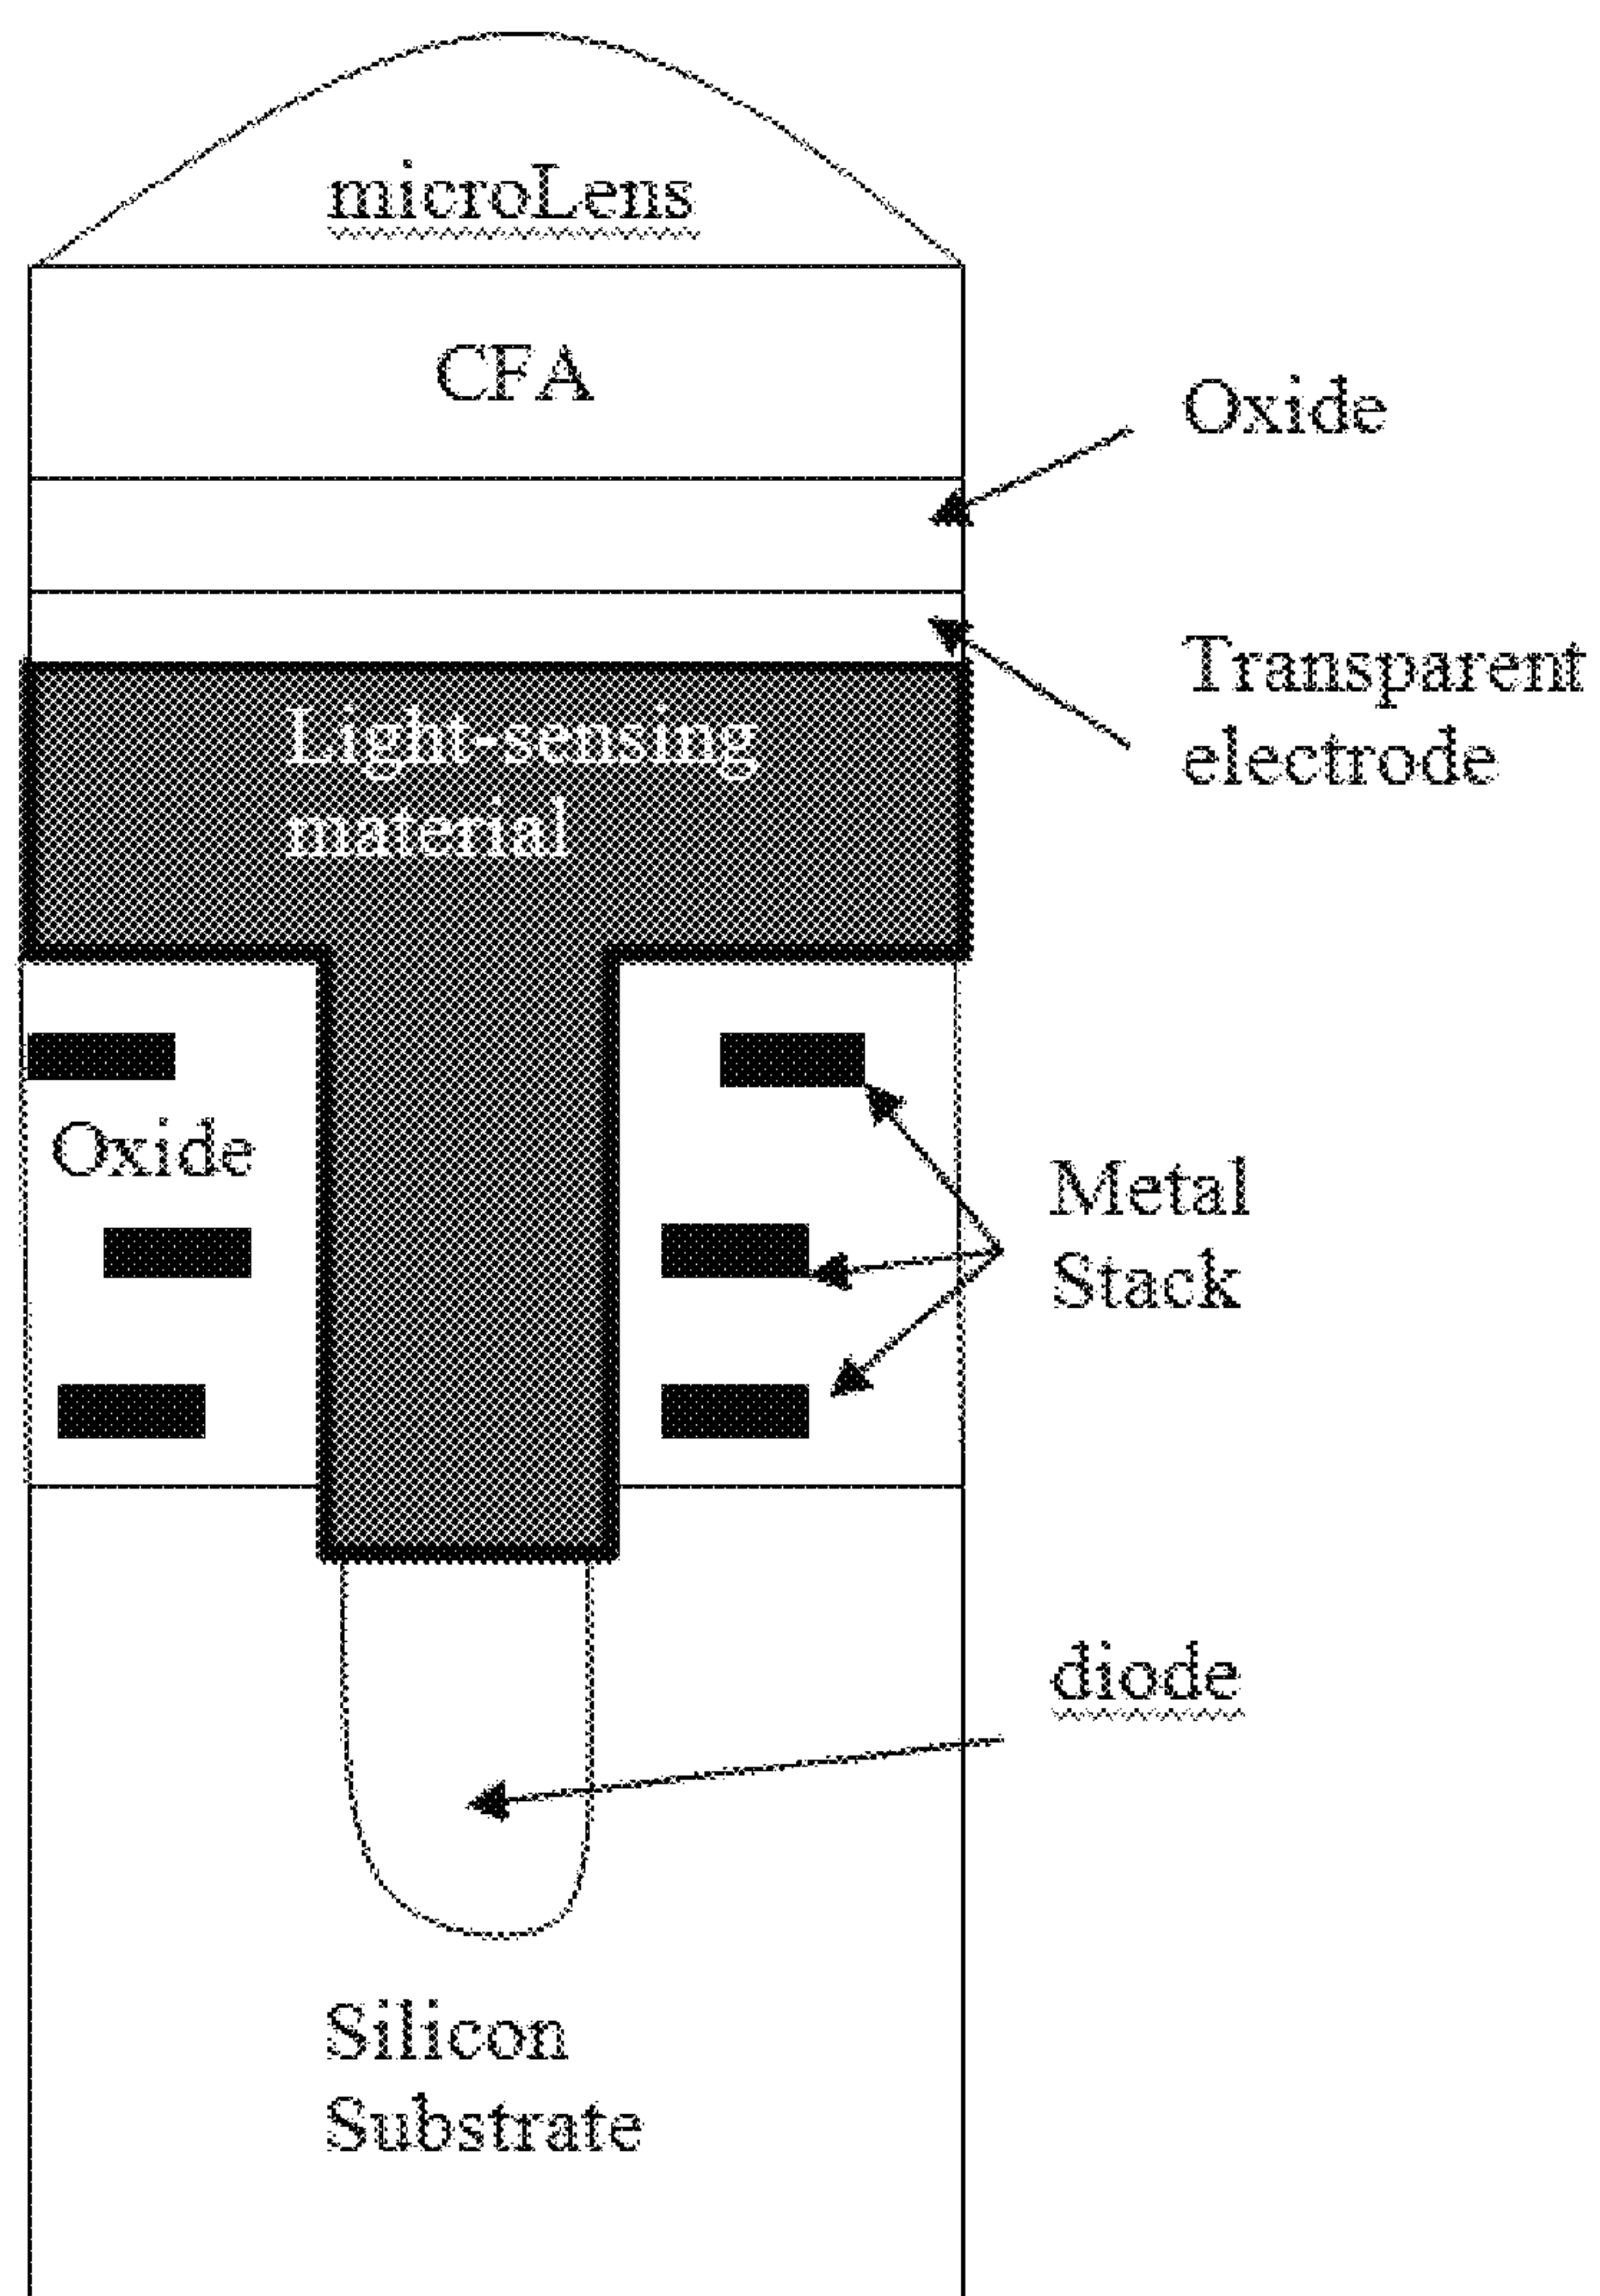 microLens
CFA
Oxide
Transparent
electrode
Light-sensing
material
Oxide
Metal
Stack
diode
Silicon
Substrate